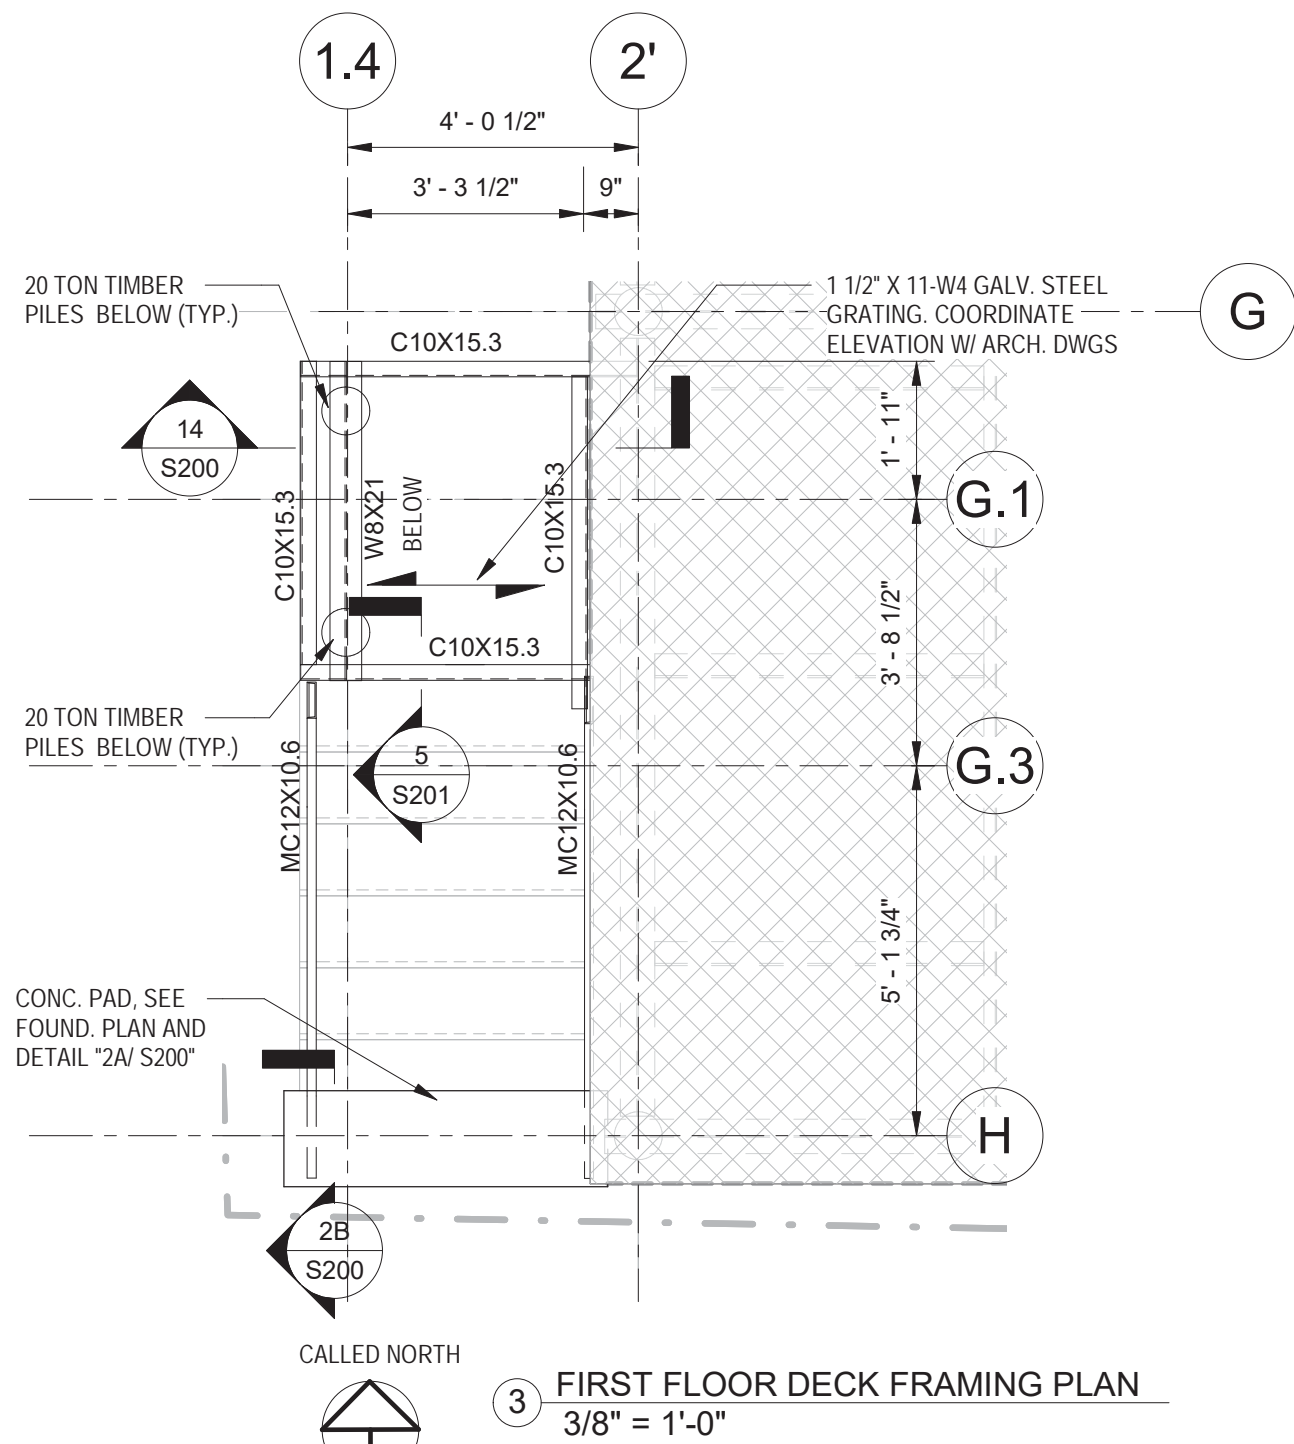 1.4
2'
4' - 0 1/2"
3' - 3 1/2"
9"
20 TON TIMBER
PILES BELOW (TYP.)
1 1/2" X 11-W4 GALV. STEEL
GRATING. COORDINATE
ELEVATION W/ ARCH. DWGS
G
C10X15.3
14
S200
C10X15.3
W8X21
BELOW
C10X15.3
1' - 11"
G.1
3' - 8 1/2"
C10X15.3
20 TON TIMBER
PILES BELOW (TYP.)
5
S201
MC12X10.6
MC12X10.6
G.3
5' - 1 3/4"
CONC. PAD, SEE
FOUND. PLAN AND
DETAIL "2A/ S200"
H
2B
S200
CALLED NORTH
3
FIRST FLOOR DECK FRAMING PLAN
3/8" = 1'-0"